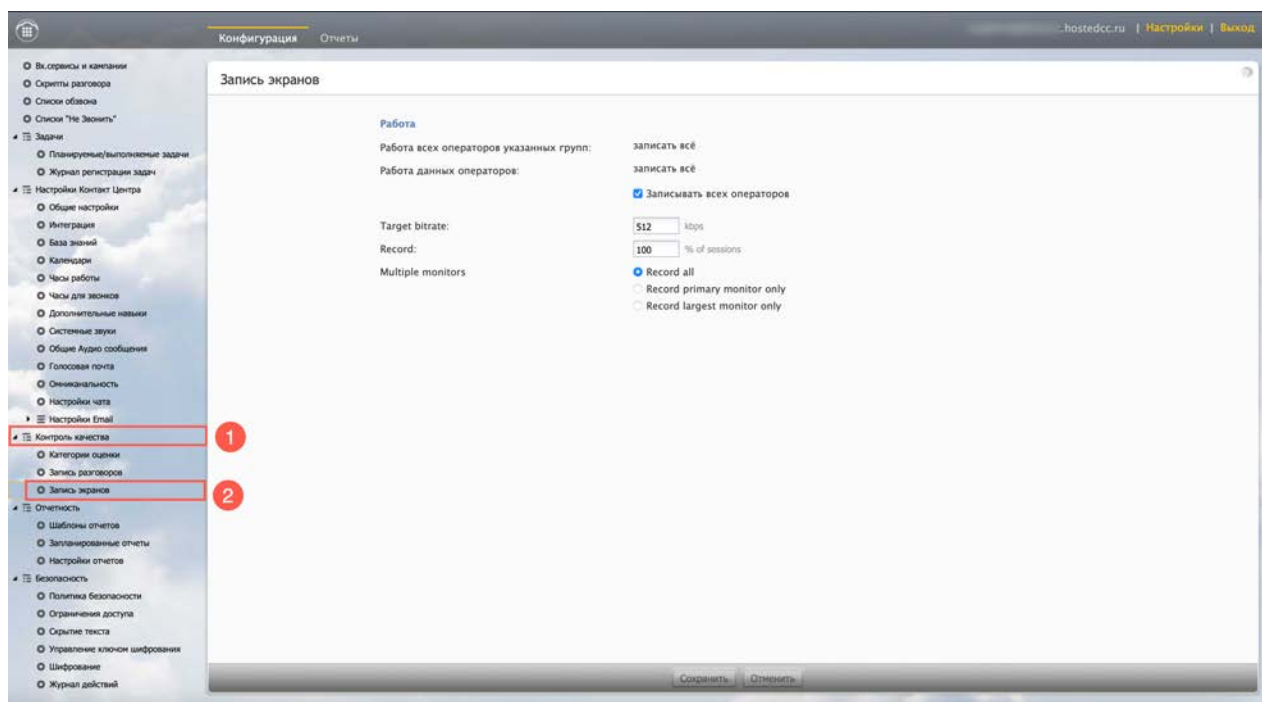 .hostedcc.ru | Настройки | Выход
Конфигурация Отчеты
Вх.сервисы и кампании
Скрипты разговора
Списки обзвона
Списки "Не Звонить"
Задачи
Планируемые/выполняемые задачи
Журнал регистрации задач
Настройки Контакт Центра
Общие настройки
Интеграция
База знаний
Календари
Часы работы
Часы для звонков
Дополнительные навыки
Системные звуки
Общие Аудио сообщения
Голосовая почта
Омниканальность
Настройки чата
Настройки Email
Контроль качества
1
Категории оценки
Запись разговоров
Запись экранов
2
Отчетность
Шаблоны отчетов
Запланированные отчеты
Настройки отчетов
Безопасность
Политика безопасности
Ограничения доступа
Скрытие текста
Управление ключом шифрования
Шифрование
Журнал действий
Запись экранов
Работа
Работа всех операторов указанных групп: записать всё
Работа данных операторов: записать всё
Записывать всех операторов
Target bitrate: 512 kbps
Record: 100 % of sessions
Multiple monitors Record all
Record primary monitor only
Record largest monitor only
Сохранить Отменить